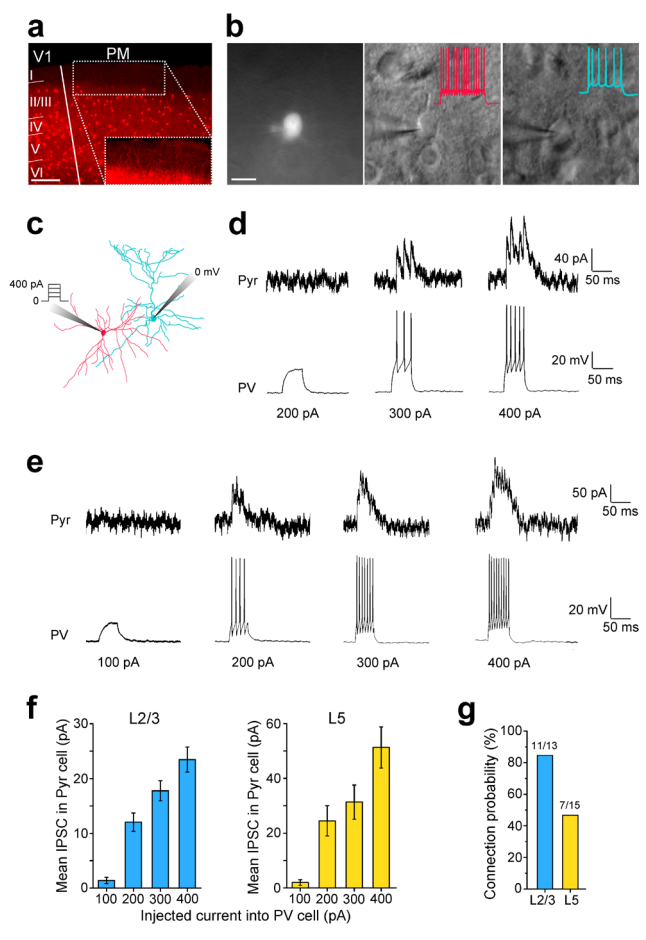 a
V1
PM
I
II/III
IV
V
VI
b
c
400 pA
0
0 mV
d
Pyr
40 pA
50 ms
PV
20 mV
50 ms
200 pA
300 pA
400 pA
e
Pyr
50 pA
50 ms
PV
20 mV
50 ms
100 pA
200 pA
300 pA
400 pA
f
L2/3
Mean IPSC in Pyr cell (pA)
30
20
10
0
100
200
300
400
L5
Mean IPSC in Pyr cell (pA)
60
40
20
0
100
200
300
400
Injected current into PV cell (pA)
g
Connection probability (%)
100
80
60
40
20
0
11/13
7/15
L2/3
L5